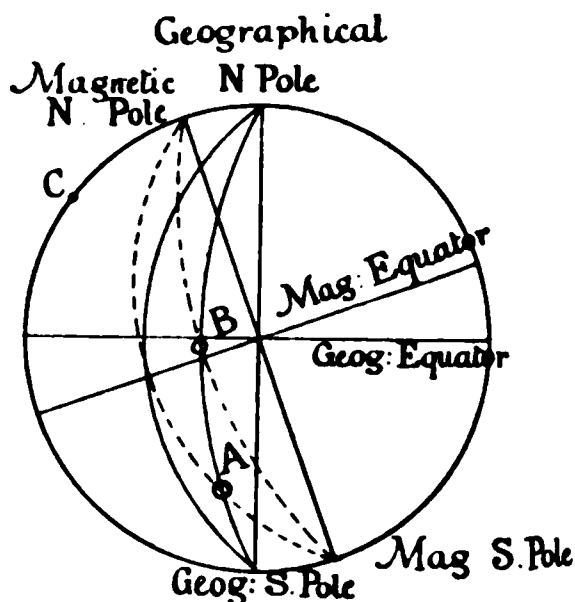 Geographical
N Pole
Magnetic
N Pole
C
Mag: Equator
B
Geog: Equator
A
Mag S. Pole
Geog: S. Pole